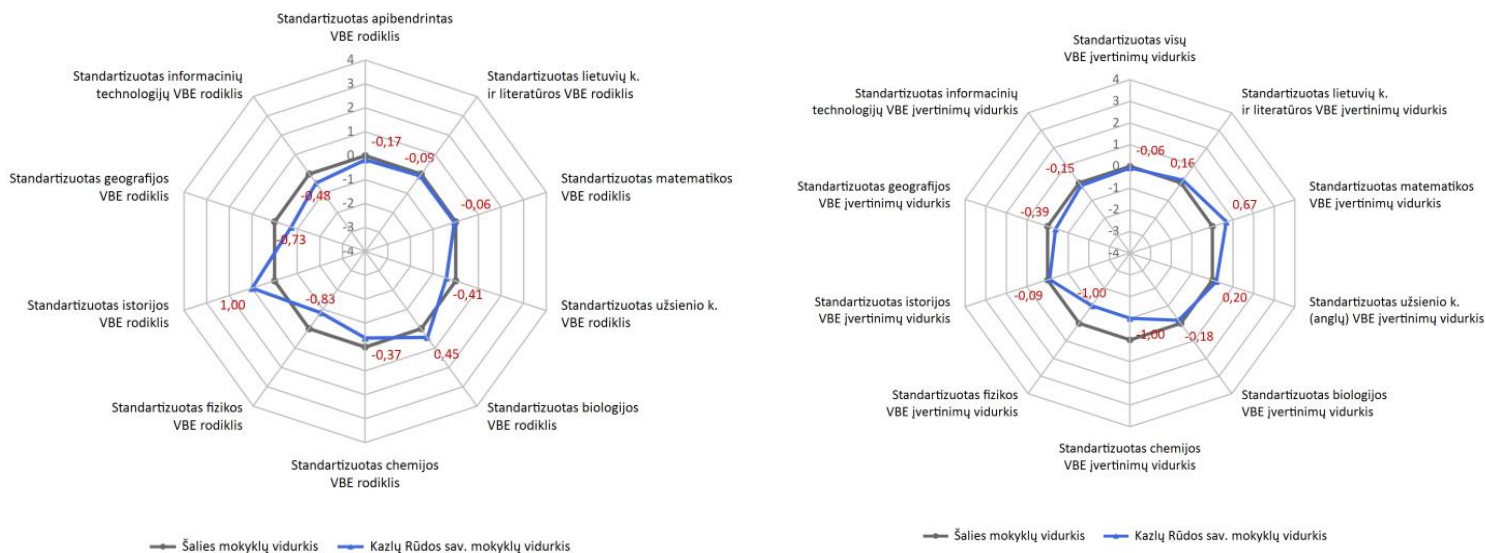 Standartizuotas apibendrintas
VBE rodiklis
Standartizuotas lietuvių k.
ir literatūros VBE rodiklis
Standartizuotas matematikos
VBE rodiklis
Standartizuotas užsienio k.
VBE rodiklis
Standartizuotas biologijos
VBE rodiklis
Standartizuotas chemijos
VBE rodiklis
Standartizuotas fizikos
VBE rodiklis
Standartizuotas istorijos
VBE rodiklis
Standartizuotas geografijos
VBE rodiklis
Standartizuotas informacinių
technologijų VBE rodiklis
4
3
2
1
0
-1
-2
-3
-4
-0,17
-0,09
-0,06
-0,41
0,45
-0,37
-0,83
1,00
-0,73
-0,48
Šalies mokyklų vidurkis
Kazlų Rūdos sav. mokyklų vidurkis
Standartizuotas visų
VBE įvertinimų vidurkis
Standartizuotas lietuvių k.
ir literatūros VBE įvertinimų vidurkis
Standartizuotas matematikos
VBE įvertinimų vidurkis
Standartizuotas užsienio k.
(anglų) VBE įvertinimų vidurkis
Standartizuotas biologijos
VBE įvertinimų vidurkis
Standartizuotas chemijos
VBE įvertinimų vidurkis
Standartizuotas fizikos
VBE įvertinimų vidurkis
Standartizuotas istorijos
VBE įvertinimų vidurkis
Standartizuotas geografijos
VBE įvertinimų vidurkis
Standartizuotas informacinių
technologijų VBE įvertinimų vidurkis
4
3
2
1
0
-1
-2
-3
-4
-0,06
0,16
0,67
0,20
-0,18
-1,00
-1,00
-0,09
-0,39
-0,15
Šalies mokyklų vidurkis
Kazlų Rūdos sav. mokyklų vidurkis